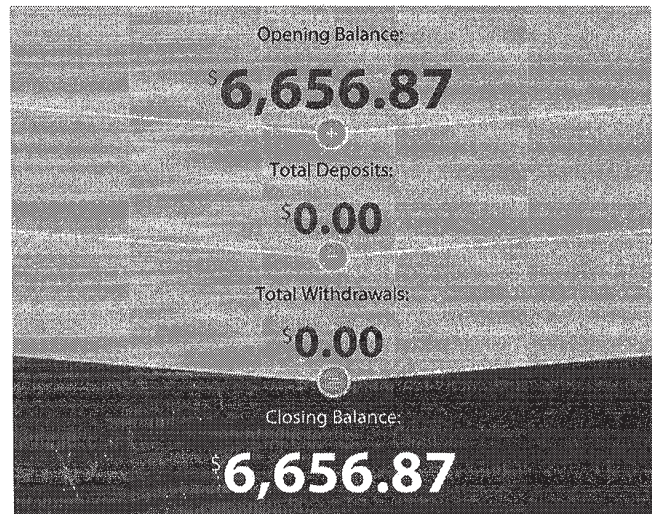 Opening Balance:
$6,656.87
+
Total Deposits:
$0.00
−
Total Withdrawals:
$0.00
=
Closing Balance:
$6,656.87